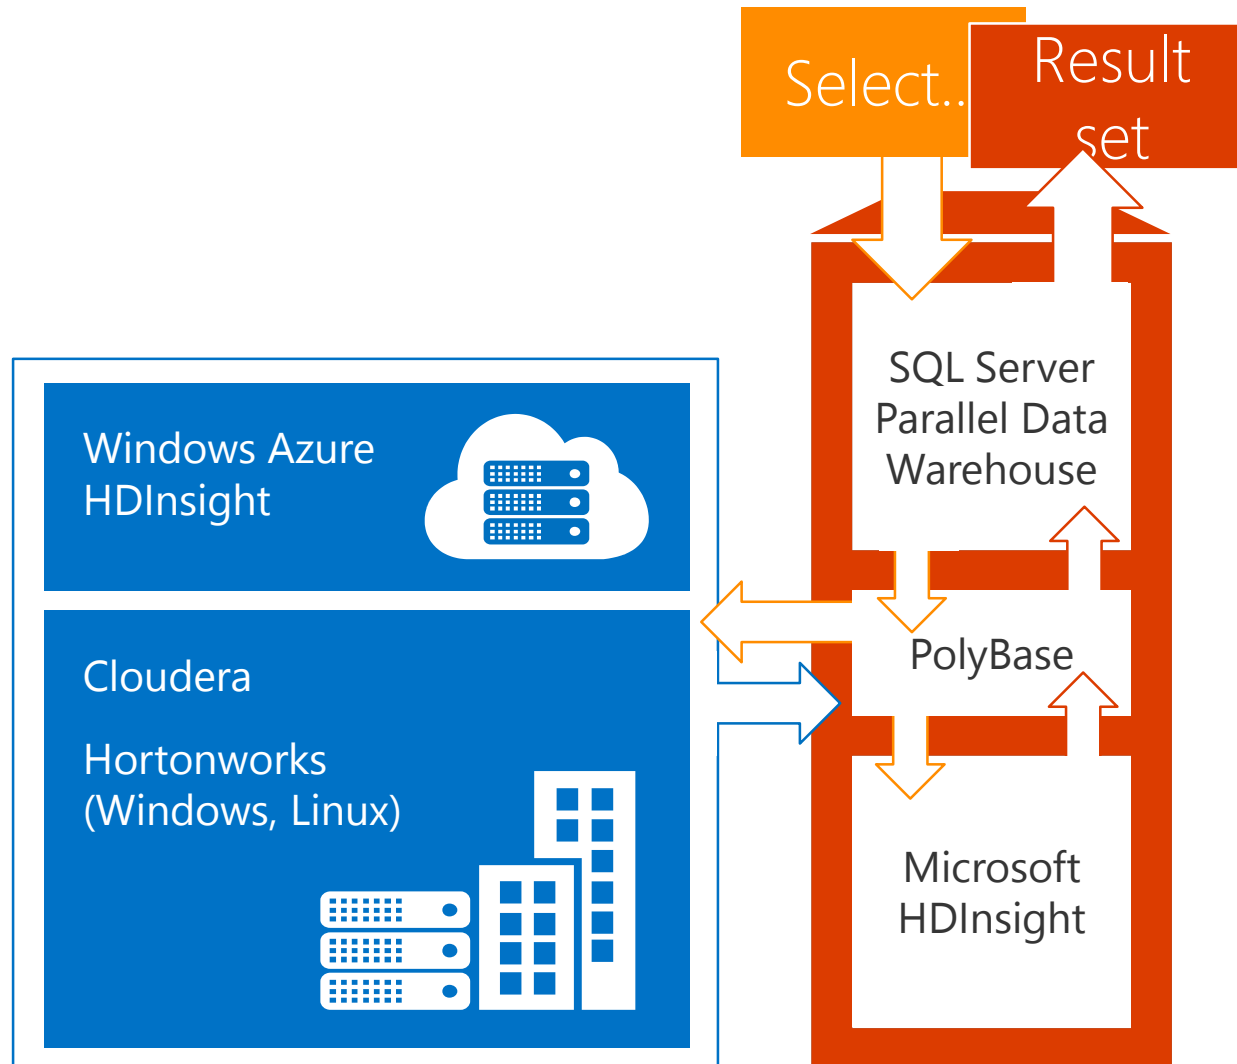 Select..
Result
set
SQL Server
Parallel Data
Warehouse
Windows Azure
HDInsight
PolyBase
Cloudera
Hortonworks
(Windows, Linux)
Microsoft
HDInsight